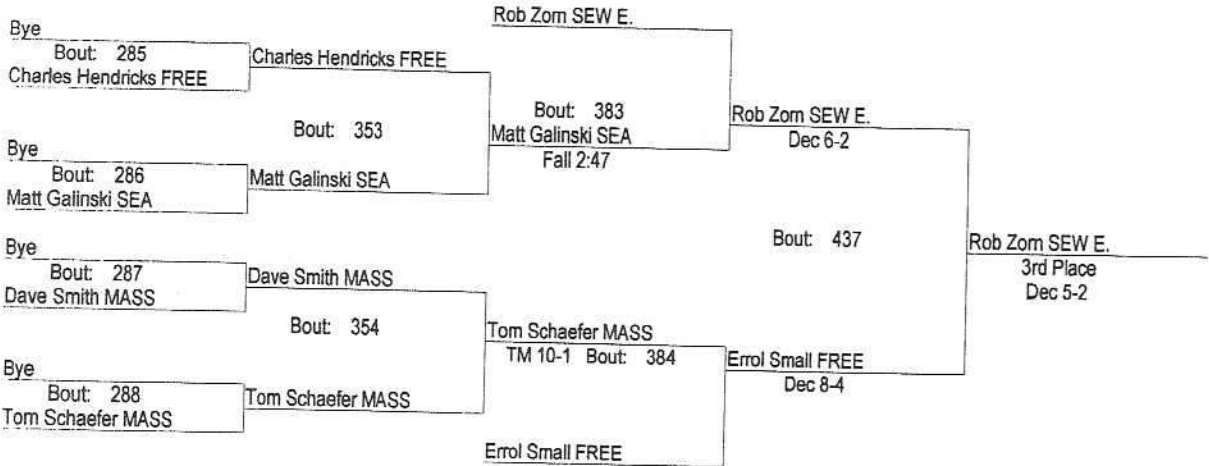 Bye
Bout: 285
Charles Hendricks FREE
Charles Hendricks FREE
Bout: 353
Bye
Bout: 286
Matt Galinski SEA
Matt Galinski SEA
Rob Zorn SEW E.
Bout: 383
Matt Galinski SEA
Fall 2:47
Rob Zorn SEW E.
Dec 6-2
Bye
Bout: 287
Dave Smith MASS
Dave Smith MASS
Bout: 354
Bye
Bout: 288
Tom Schaefer MASS
Tom Schaefer MASS
Tom Schaefer MASS
TM 10-1 Bout: 384
Errol Small FREE
Errol Small FREE
Dec 8-4
Bout: 437
Rob Zorn SEW E.
3rd Place
Dec 5-2